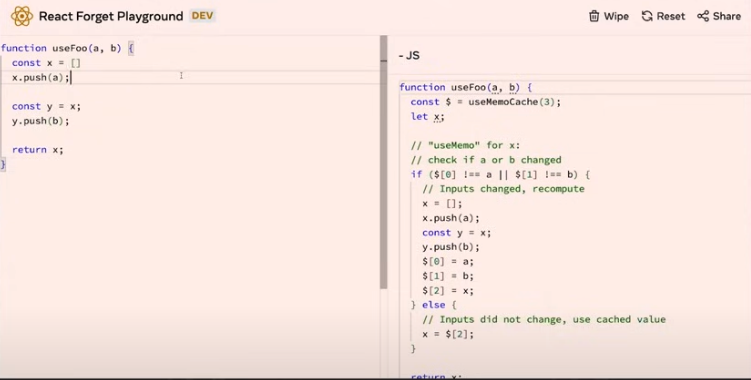 React Forget Playground DEV
Wipe Reset Share
function useFoo(a, b) {
const x = []
x.push(a);
const y = x;
y.push(b);
return x;
}
- JS
function useFoo(a, b) {
const $ = useMemoCache(3);
let x;
// "useMemo" for x:
// check if a or b changed
if ($[0] !== a || $[1] !== b) {
// Inputs changed, recompute
x = [];
x.push(a);
const y = x;
y.push(b);
$[0] = a;
$[1] = b;
$[2] = x;
} else {
// Inputs did not change, use cached value
x = $[2];
}
return x;